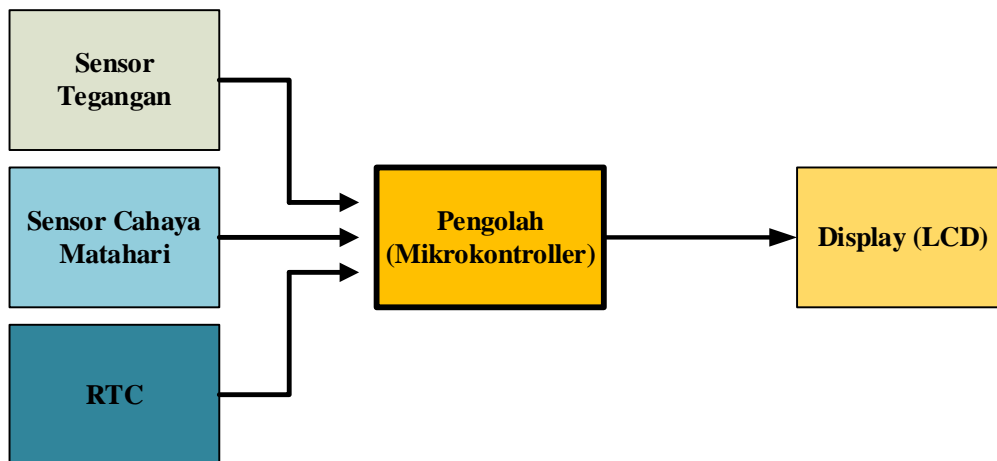 Sensor
Tegangan
Sensor Cahaya
Matahari
RTC
Pengolah
(Mikrokontroller)
Display (LCD)